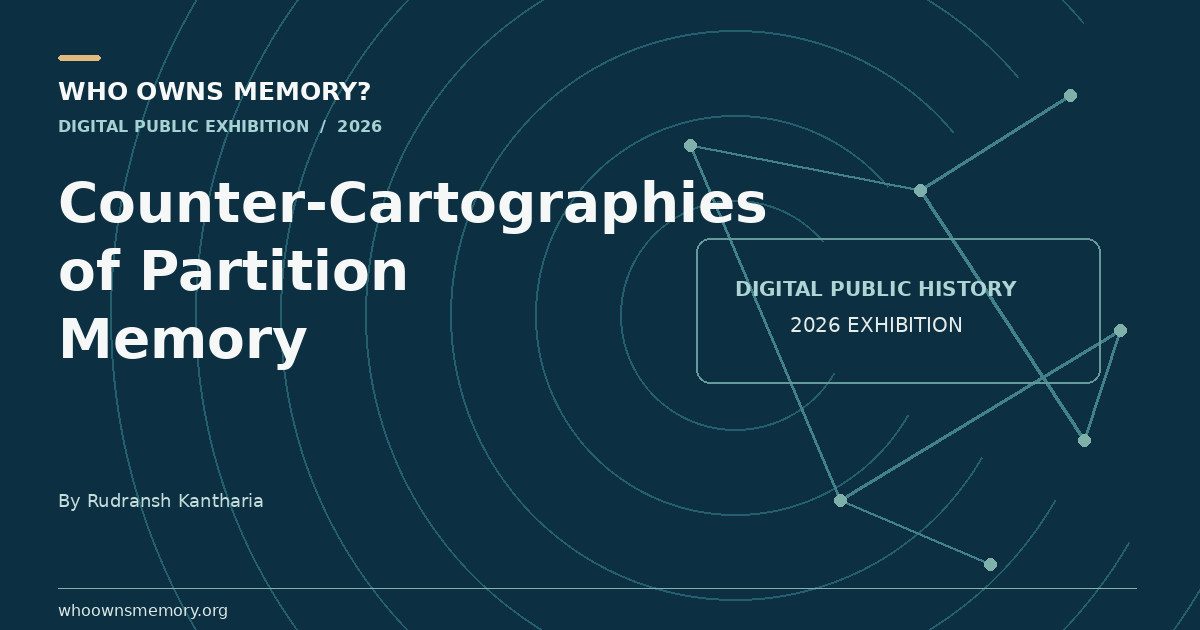 WHO OWNS MEMORY?
DIGITAL PUBLIC EXHIBITION / 2026
Counter-Cartographies
of Partition
Memory
DIGITAL PUBLIC HISTORY
2026 EXHIBITION
By Rudransh Kantharia
whoownsmemory.org